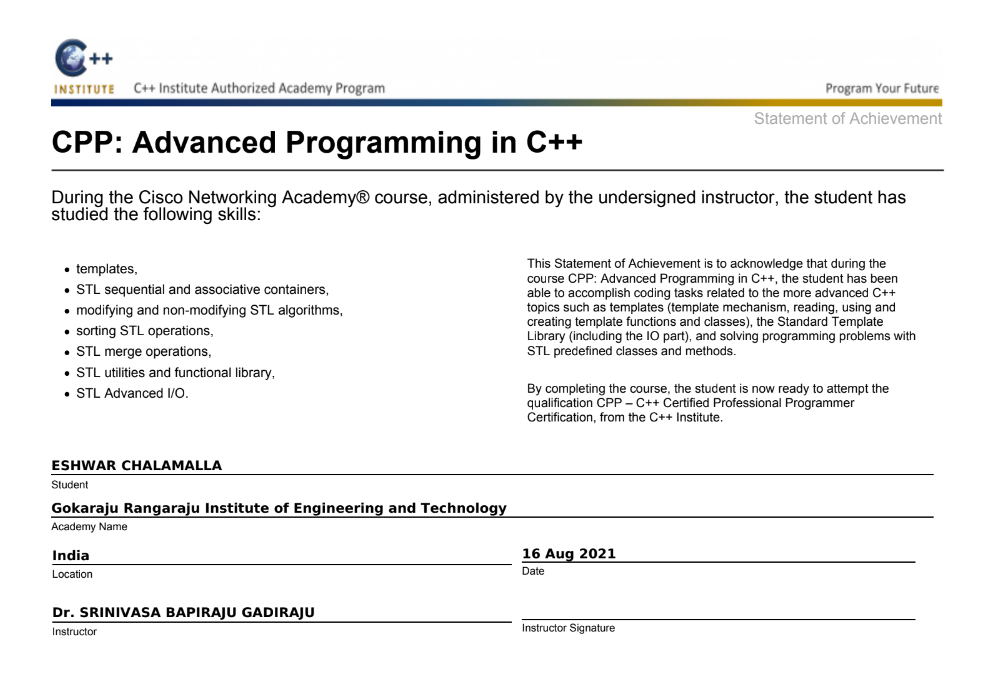 C++
INSTITUTE
C++ Institute Authorized Academy Program
Program Your Future
Statement of Achievement
CPP: Advanced Programming in C++
During the Cisco Networking Academy® course, administered by the undersigned instructor, the student has
studied the following skills:
• templates,
• STL sequential and associative containers,
• modifying and non-modifying STL algorithms,
• sorting STL operations,
• STL merge operations,
• STL utilities and functional library,
• STL Advanced I/O.
This Statement of Achievement is to acknowledge that during the
course CPP: Advanced Programming in C++, the student has been
able to accomplish coding tasks related to the more advanced C++
topics such as templates (template mechanism, reading, using and
creating template functions and classes), the Standard Template
Library (including the IO part), and solving programming problems with
STL predefined classes and methods.
By completing the course, the student is now ready to attempt the
qualification CPP – C++ Certified Professional Programmer
Certification, from the C++ Institute.
ESHWAR CHALAMALLA
Student
Gokaraju Rangaraju Institute of Engineering and Technology
Academy Name
India
Location
16 Aug 2021
Date
Dr. SRINIVASA BAPIRAJU GADIRAJU
Instructor
Instructor Signature